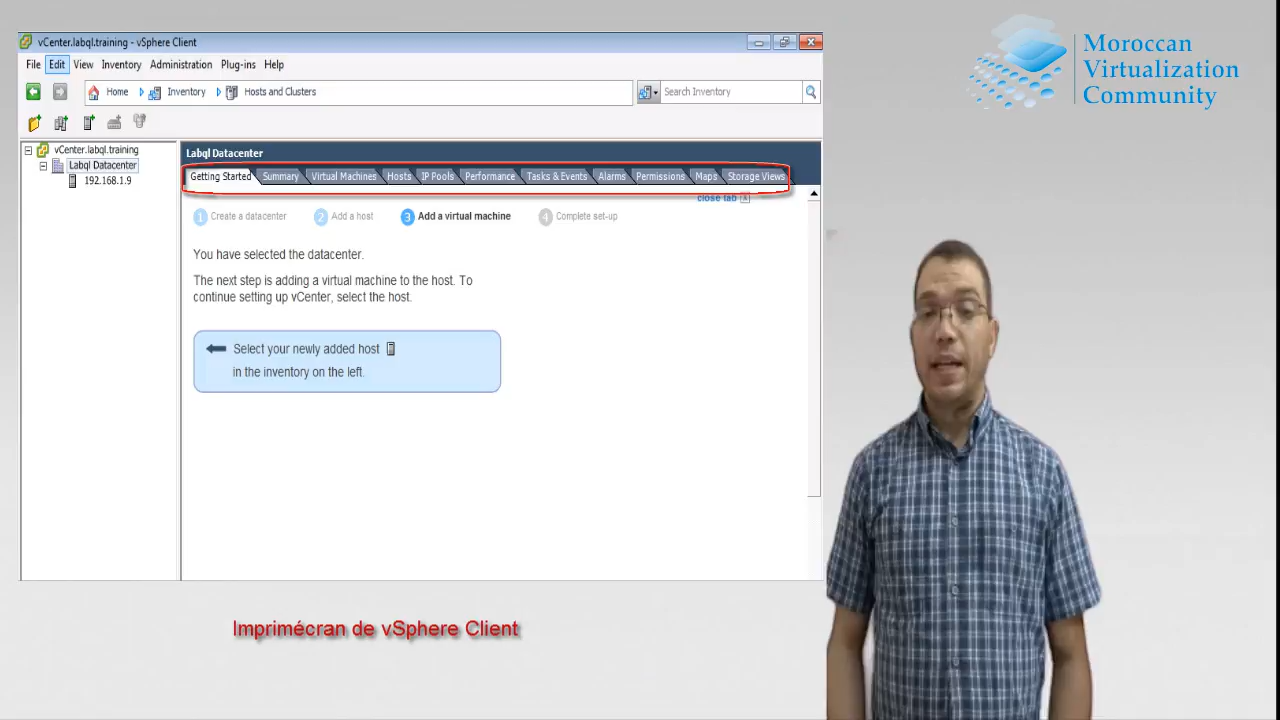 vCenter.labql.training - vSphere Client
File Edit View Inventory Administration Plug-ins Help
Home Inventory Hosts and Clusters Search Inventory
vCenter.labql.training
Labql Datacenter
192.168.1.9
Labql Datacenter
Getting Started Summary Virtual Machines Hosts IP Pools Performance Tasks & Events Alarms Permissions Maps Storage Views
close tab X
1 Create a datacenter 2 Add a host 3 Add a virtual machine 4 Complete set-up
You have selected the datacenter.
The next step is adding a virtual machine to the host. To
continue setting up vCenter, select the host.
Select your newly added host
in the inventory on the left.
Imprimécran de vSphere Client
Moroccan
Virtualization
Community